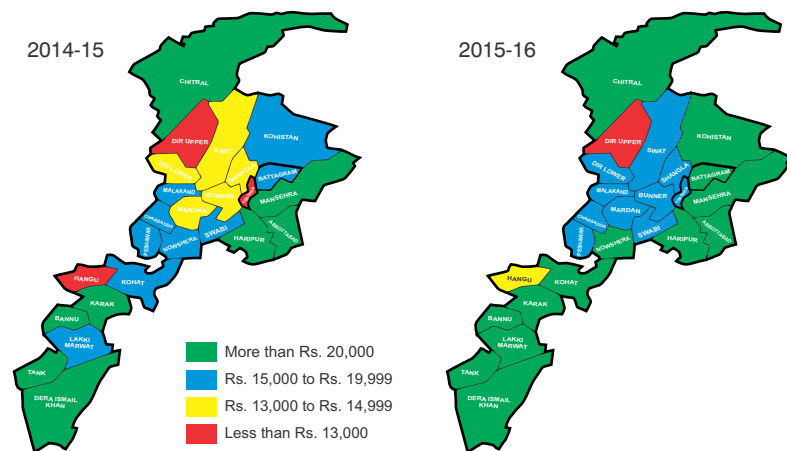 2014-15
CHITRAL
DIR UPPER
SWAT
KOHISTAN
DIR LOWER
SHANGLA
BATTAGRAM
MALAKAND
BUNER
MANSEHRA
MARDAN
CHARSADDA
ABBOTTABAD
PESHAWAR
NOWSHERA
SWABI
HARIPUR
HANGU
KOHAT
KARAK
BANNU
LAKKI
MARWAT
TANK
DERA ISMAIL
KHAN
2015-16
CHITRAL
DIR UPPER
SWAT
KOHISTAN
DIR LOWER
SHANGLA
BATTAGRAM
MALAKAND
BUNNER
MANSEHRA
MARDAN
CHARSADDA
ABBOTTABAD
PESHAWAR
NOWSHERA
SWABI
HARIPUR
HANGU
KOHAT
KARAK
BANNU
LAKKI
MARWAT
TANK
DERA ISMAIL
KHAN
More than Rs. 20,000
Rs. 15,000 to Rs. 19,999
Rs. 13,000 to Rs. 14,999
Less than Rs. 13,000